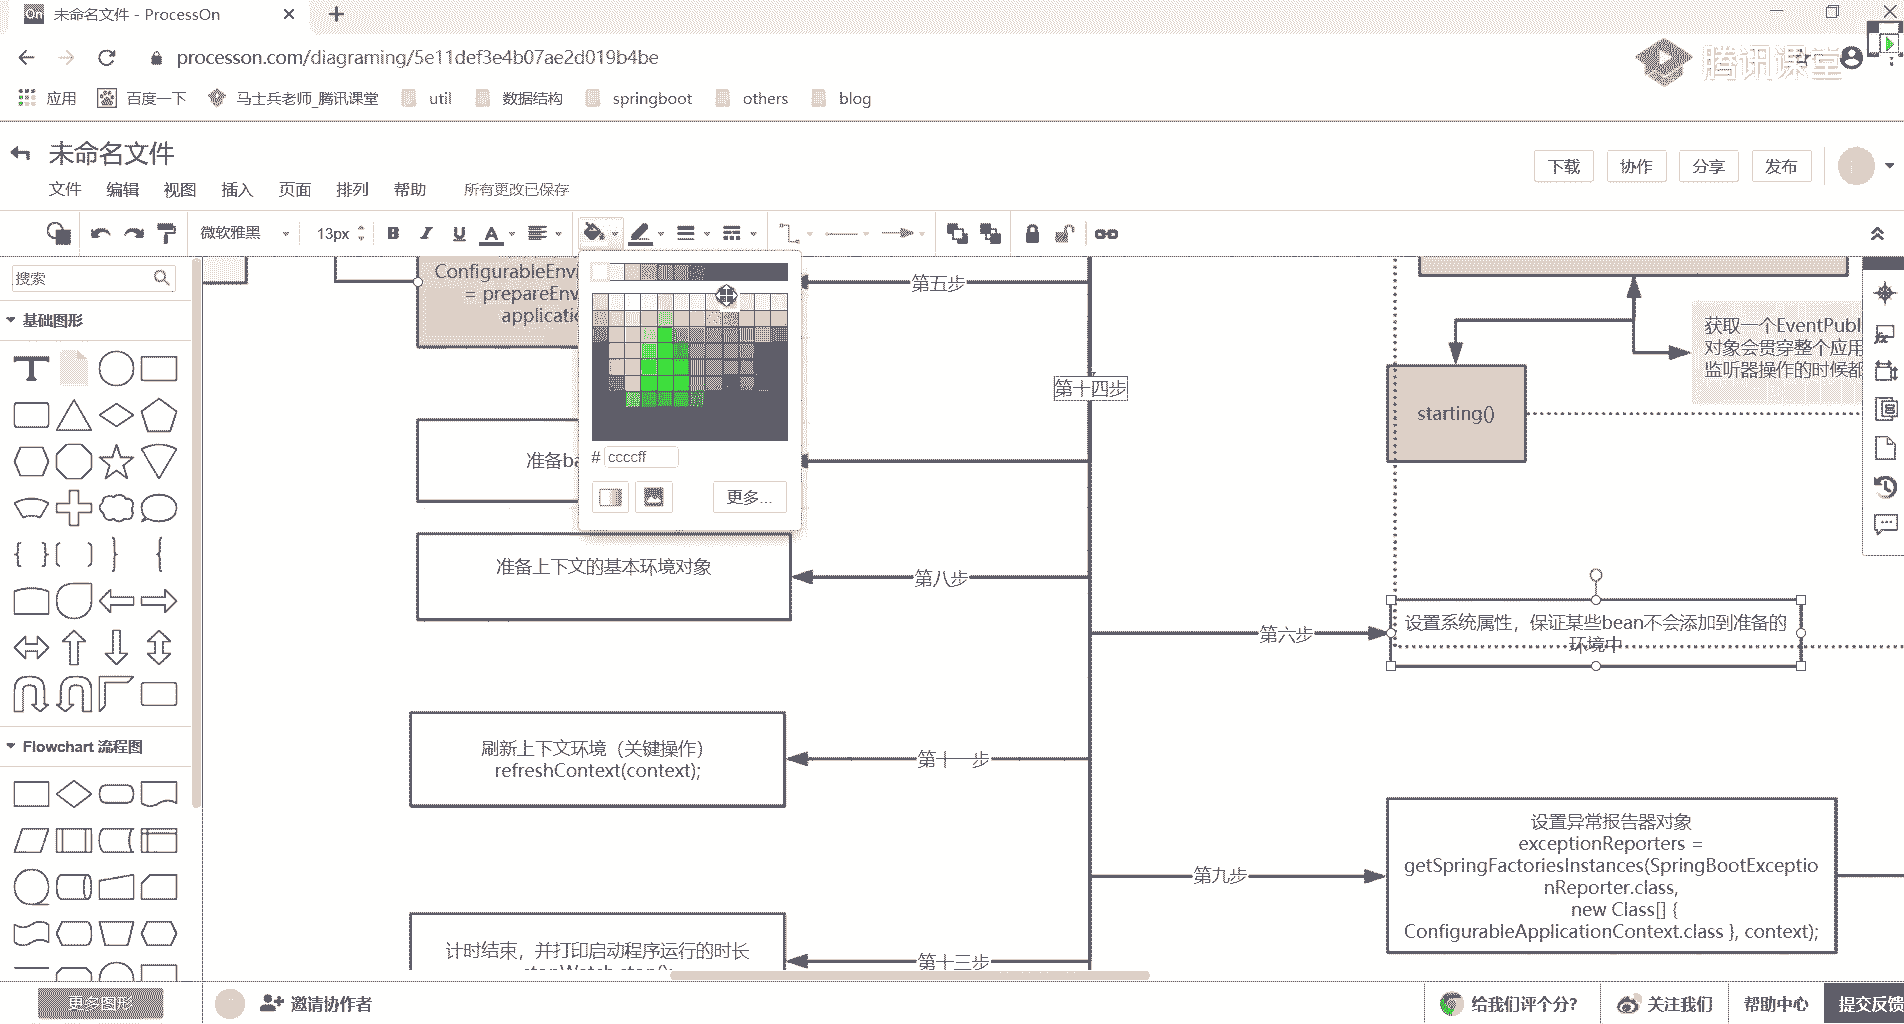 未命名文件 - ProcessOn
processon.com/diagraming/5e11def3e4b07ae2d019b4be
腾讯课堂
应用 百度一下 马士兵老师_腾讯课堂 util 数据结构 springboot others blog
未命名文件
下载 协作 分享 发布
文件 编辑 视图 插入 页面 排列 帮助 所有更改已保存
微软雅黑 13px B I U A
搜索
基础图形
Flowchart 流程图
更多图形
ConfigurableEnvi
= prepareEnv
applicatio
第五步
# ccccff
更多...
准备ba
第十四步
获取一个EventPubl
对象会贯穿整个应用
监听器操作的时候都
starting()
准备上下文的基本环境对象
第八步
第六步
设置系统属性，保证某些bean不会添加到准备的
环境中
刷新上下文环境（关键操作）
refreshContext(context);
第十一步
第九步
设置异常报告器对象
exceptionReporters =
getSpringFactoriesInstances(SpringBootExceptio
nReporter.class,
new Class[] {
ConfigurableApplicationContext.class }, context);
计时结束，并打印启动程序运行的时长
第十三步
邀请协作者
给我们评个分? 关注我们 帮助中心 提交反馈